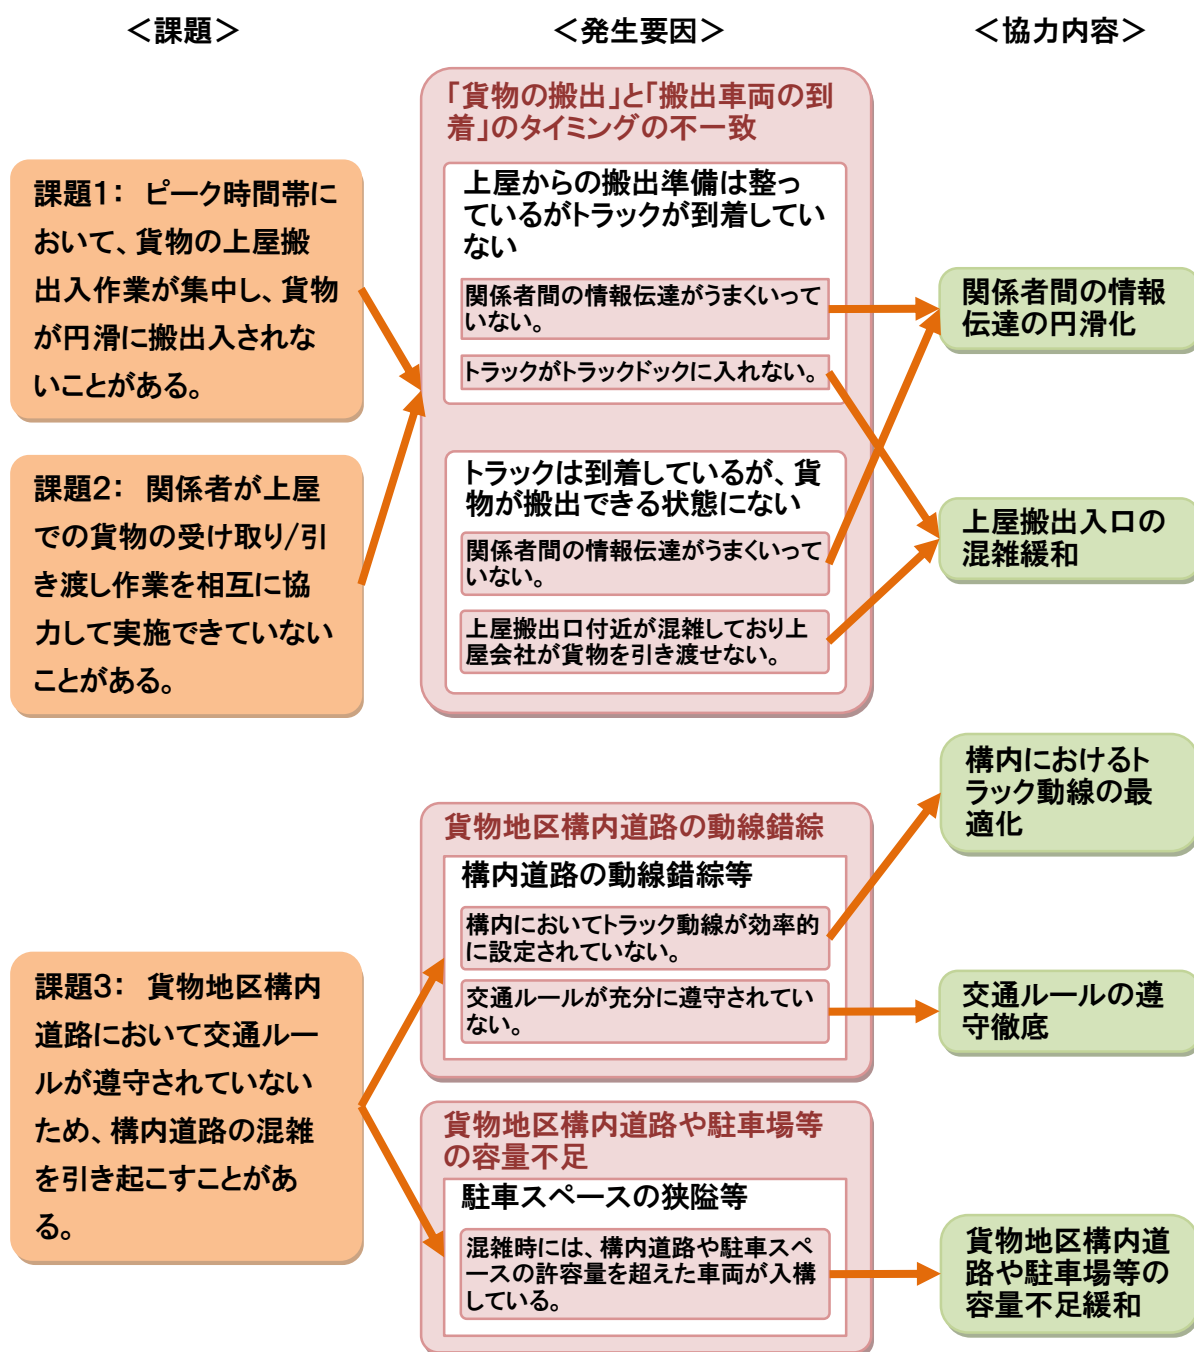 ＜課題＞
＜発生要因＞
＜協力内容＞
課題1：　ピーク時間帯に
おいて、貨物の上屋搬
出入作業が集中し、貨物
が円滑に搬出入されな
いことがある。
課題2：　関係者が上屋
での貨物の受け取り/引
き渡し作業を相互に協
力して実施できていない
ことがある。
「貨物の搬出」と「搬出車両の到
着」のタイミングの不一致
上屋からの搬出準備は整っ
ているがトラックが到着してい
ない
関係者間の情報伝達がうまくいって
いない。
トラックがトラックドックに入れない。
トラックは到着しているが、貨
物が搬出できる状態にない
関係者間の情報伝達がうまくいって
いない。
上屋搬出口付近が混雑しており上
屋会社が貨物を引き渡せない。
関係者間の情報
伝達の円滑化
上屋搬出入口の
混雑緩和
課題3：　貨物地区構内
道路において交通ルー
ルが遵守されていない
ため、構内道路の混雑
を引き起こすことがあ
る。
貨物地区構内道路の動線錯綜
構内道路の動線錯綜等
構内においてトラック動線が効率的
に設定されていない。
交通ルールが充分に遵守されてい
ない。
貨物地区構内道路や駐車場等
の容量不足
駐車スペースの狭隘等
混雑時には、構内道路や駐車スペ
ースの許容量を超えた車両が入構
している。
構内におけるト
ラック動線の最
適化
交通ルールの遵
守徹底
貨物地区構内道
路や駐車場等の
容量不足緩和